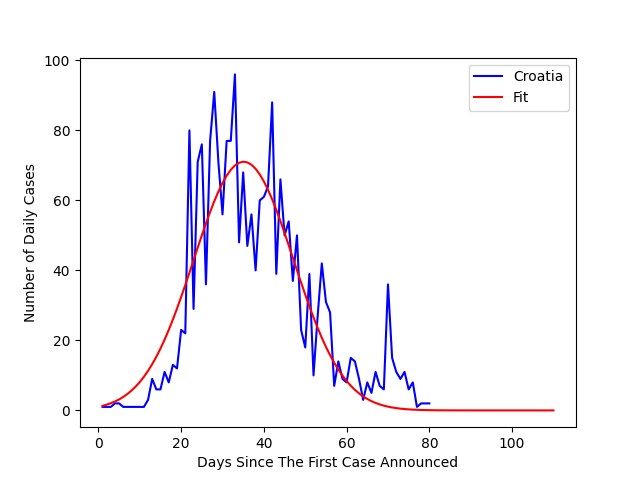 100
80
60
40
20
0
Number of Daily Cases
Croatia
Fit
0 20 40 60 80 100
Days Since The First Case Announced